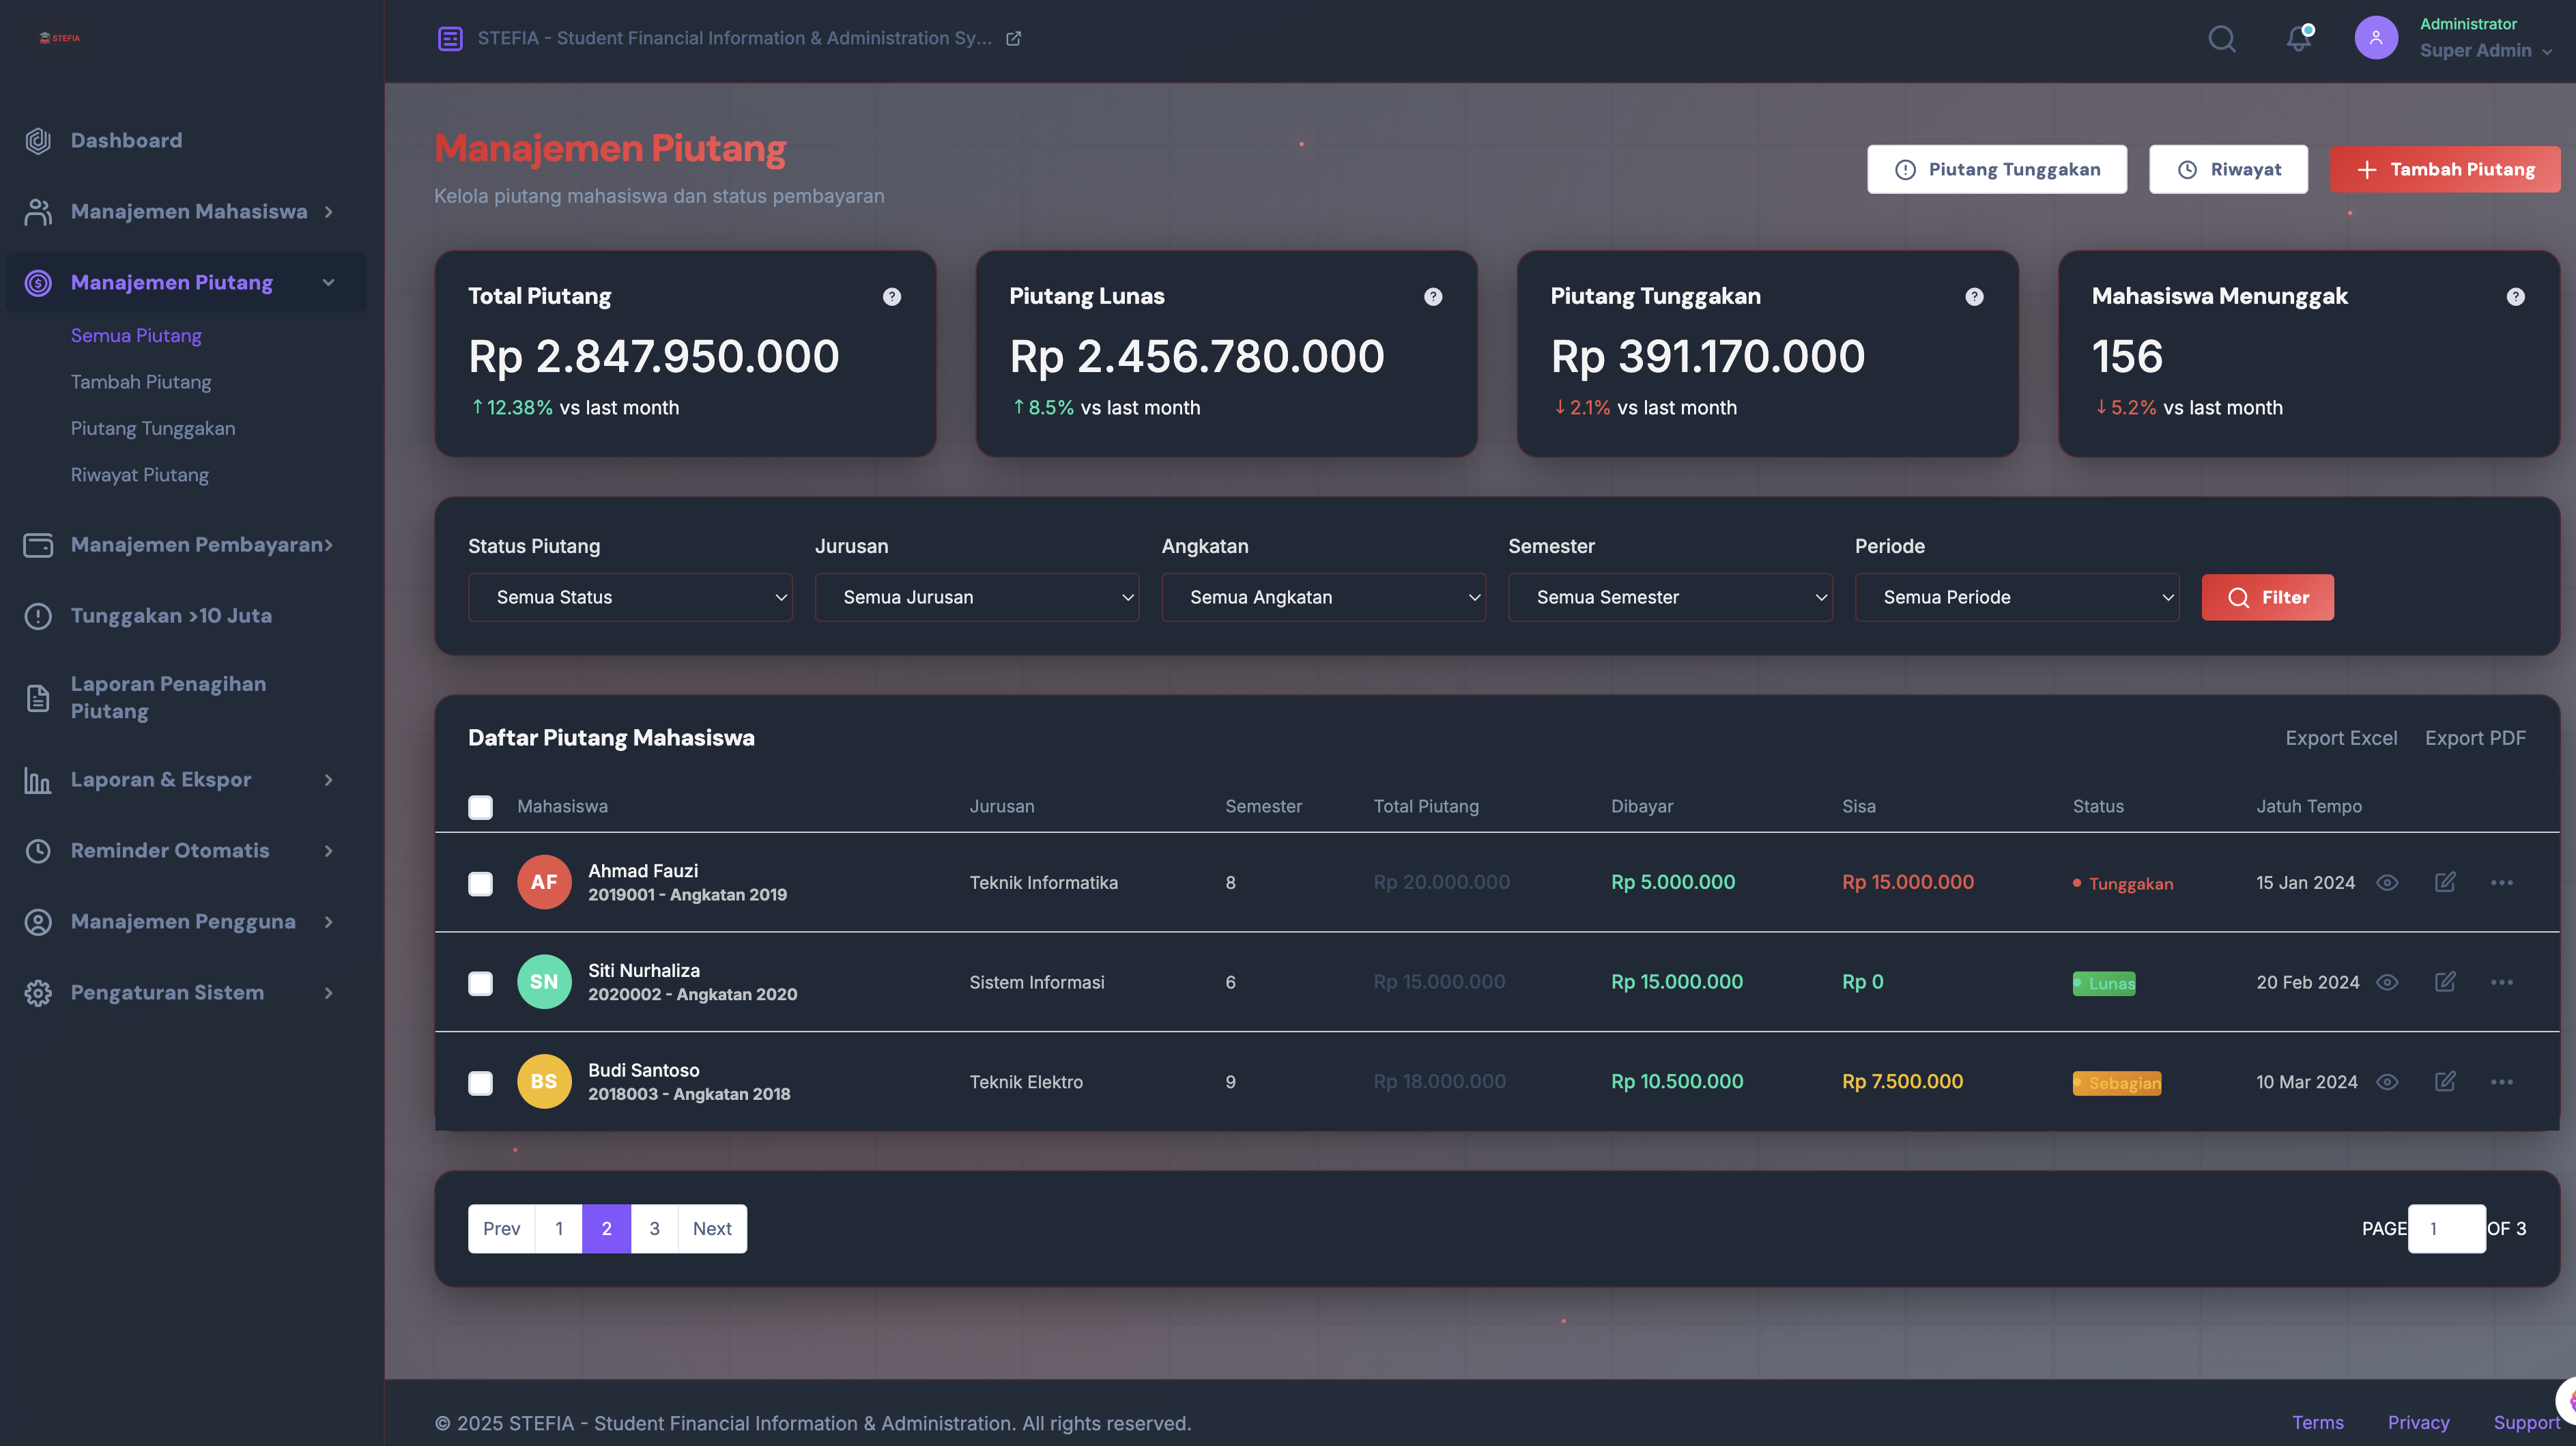 STEFIA
STEFIA - Student Financial Information & Administration Sy...
Administrator
Super Admin
Dashboard
Manajemen Mahasiswa
Manajemen Piutang
Semua Piutang
Tambah Piutang
Piutang Tunggakan
Riwayat Piutang
Manajemen Pembayaran
Tunggakan >10 Juta
Laporan Penagihan
Piutang
Laporan & Ekspor
Reminder Otomatis
Manajemen Pengguna
Pengaturan Sistem
Manajemen Piutang
Kelola piutang mahasiswa dan status pembayaran
Piutang Tunggakan
Riwayat
Tambah Piutang
Total Piutang
Rp 2.847.950.000
↑12.38% vs last month
Piutang Lunas
Rp 2.456.780.000
↑8.5% vs last month
Piutang Tunggakan
Rp 391.170.000
↓2.1% vs last month
Mahasiswa Menunggak
156
↓5.2% vs last month
Status Piutang
Semua Status
Jurusan
Semua Jurusan
Angkatan
Semua Angkatan
Semester
Semua Semester
Periode
Semua Periode
Filter
Daftar Piutang Mahasiswa
Export Excel Export PDF
Mahasiswa Jurusan Semester Total Piutang Dibayar Sisa Status Jatuh Tempo
AF Ahmad Fauzi
2019001 - Angkatan 2019
Teknik Informatika 8 Rp 20.000.000 Rp 5.000.000 Rp 15.000.000 Tunggakan 15 Jan 2024
SN Siti Nurhaliza
2020002 - Angkatan 2020
Sistem Informasi 6 Rp 15.000.000 Rp 15.000.000 Rp 0 Lunas 20 Feb 2024
BS Budi Santoso
2018003 - Angkatan 2018
Teknik Elektro 9 Rp 18.000.000 Rp 10.500.000 Rp 7.500.000 Sebagian 10 Mar 2024
Prev 1 2 3 Next
PAGE 1 OF 3
© 2025 STEFIA - Student Financial Information & Administration. All rights reserved.
Terms Privacy Support